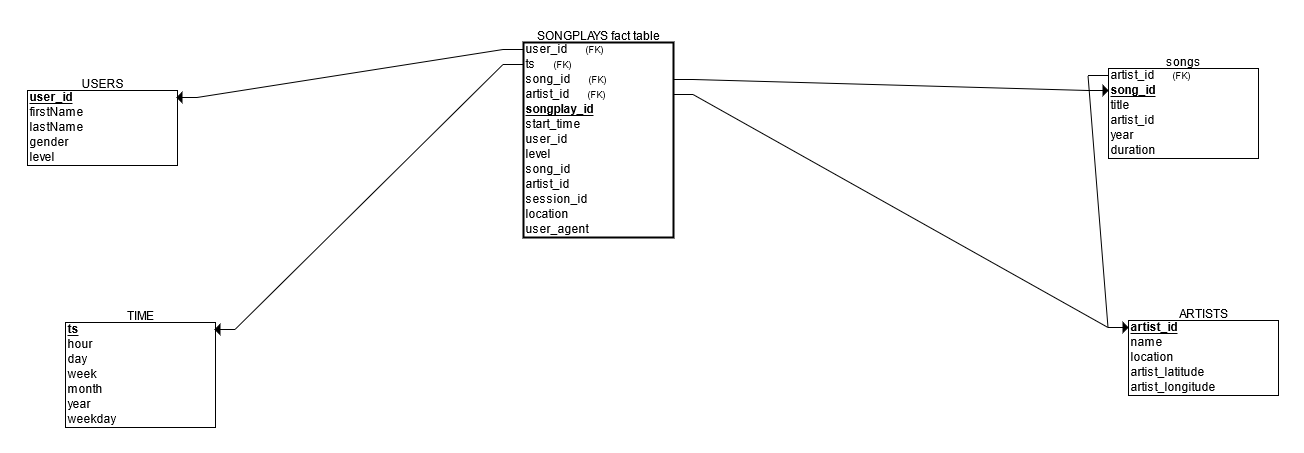 SONGPLAYS fact table
user_id (FK)
ts (FK)
song_id (FK)
artist_id (FK)
songplay_id
start_time
user_id
level
song_id
artist_id
session_id
location
user_agent
USERS
user_id
firstName
lastName
gender
level
songs
artist_id (FK)
song_id
title
artist_id
year
duration
TIME
ts
hour
day
week
month
year
weekday
ARTISTS
artist_id
name
location
artist_latitude
artist_longitude